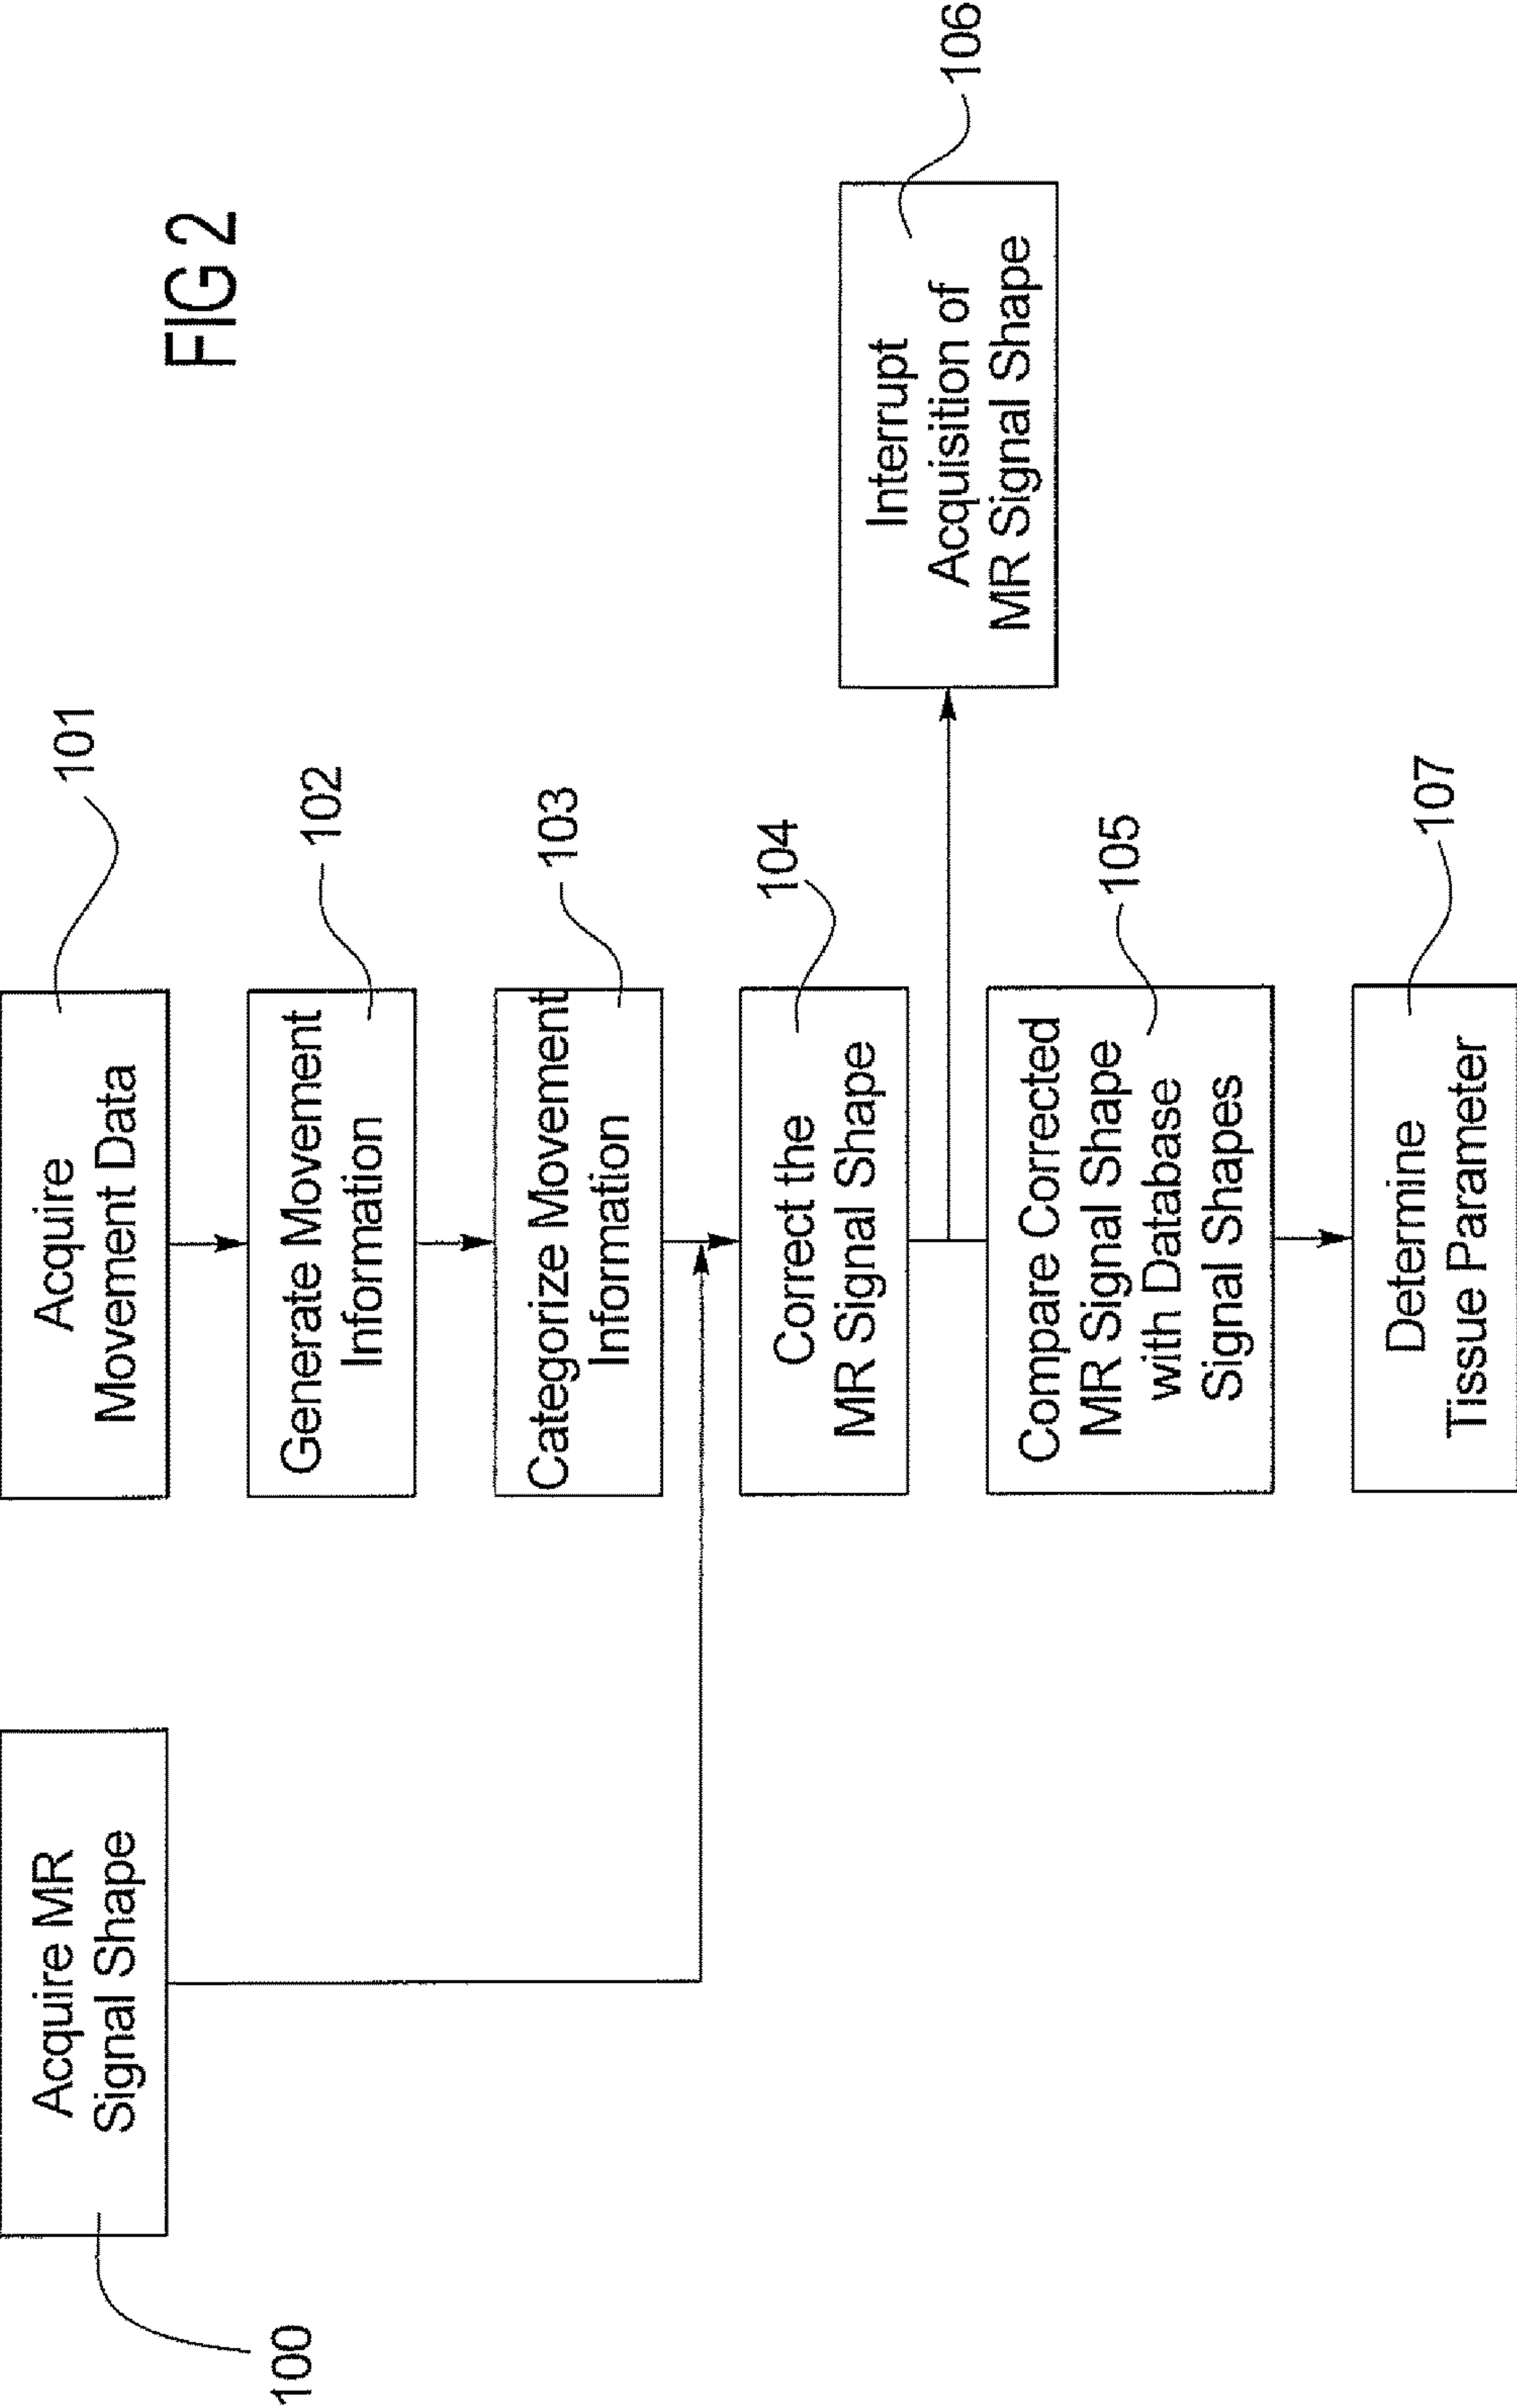 FIG 2
100
Acquire MR
Signal Shape
101
Acquire
Movement Data
102
Generate Movement
Information
103
Categorize Movement
Information
104
Correct the
MR Signal Shape
106
Interrupt
Acquisition of
MR Signal Shape
105
Compare Corrected
MR Signal Shape
with Database
Signal Shapes
107
Determine
Tissue Parameter